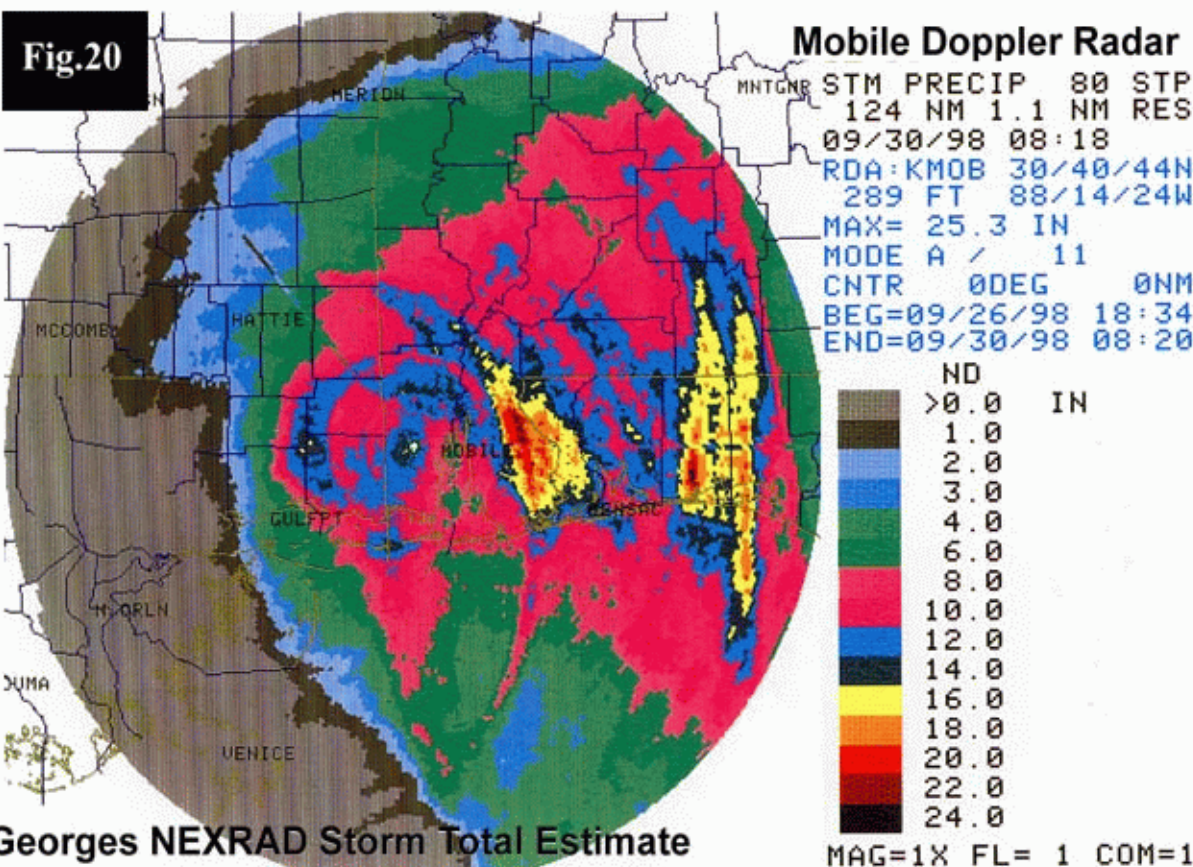 Fig.20
Mobile Doppler Radar
STM PRECIP 80 STP
124 NM 1.1 NM RES
09/30/98 08:18
RDA:KMOB 30/40/44N
289 FT 88/14/24W
MAX= 25.3 IN
MODE A / 11
CNTR 0DEG 0NM
BEG=09/26/98 18:34
END=09/30/98 08:20
ND
>0.0 IN
1.0
2.0
3.0
4.0
6.0
8.0
10.0
12.0
14.0
16.0
18.0
20.0
22.0
24.0
MAG=1X FL= 1 COM=1
MERIDN
MNTGMR
MCCOMB
HATTIE
MOBILE
GULFPT
PENSAC
N.ORLN
OUMA
VENICE
Georges NEXRAD Storm Total Estimate